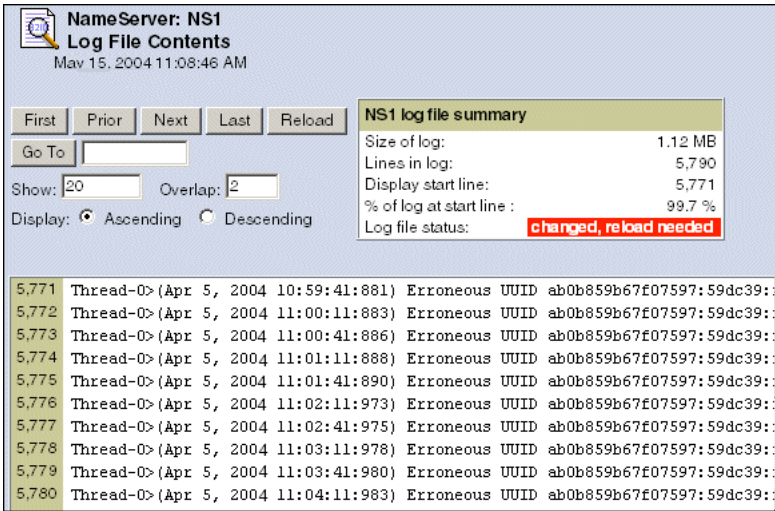 NameServer: NS1
Log File Contents
May 15, 2004 11:08:46 AM
First Prior Next Last Reload
Go To
Show: 20 Overlap: 2
Display: Ascending Descending
NS1 log file summary
Size of log: 1.12 MB
Lines in log: 5,790
Display start line: 5,771
% of log at start line : 99.7 %
Log file status: changed, reload needed
5,771 Thread-0>(Apr 5, 2004 10:59:41:881) Erroneous UUID ab0b859b67f07597:59dc39:
5,772 Thread-0>(Apr 5, 2004 11:00:11:883) Erroneous UUID ab0b859b67f07597:59dc39:
5,773 Thread-0>(Apr 5, 2004 11:00:41:886) Erroneous UUID ab0b859b67f07597:59dc39:
5,774 Thread-0>(Apr 5, 2004 11:01:11:888) Erroneous UUID ab0b859b67f07597:59dc39:
5,775 Thread-0>(Apr 5, 2004 11:01:41:890) Erroneous UUID ab0b859b67f07597:59dc39:
5,776 Thread-0>(Apr 5, 2004 11:02:11:973) Erroneous UUID ab0b859b67f07597:59dc39:
5,777 Thread-0>(Apr 5, 2004 11:02:41:975) Erroneous UUID ab0b859b67f07597:59dc39:
5,778 Thread-0>(Apr 5, 2004 11:03:11:978) Erroneous UUID ab0b859b67f07597:59dc39:
5,779 Thread-0>(Apr 5, 2004 11:03:41:980) Erroneous UUID ab0b859b67f07597:59dc39:
5,780 Thread-0>(Apr 5, 2004 11:04:11:983) Erroneous UUID ab0b859b67f07597:59dc39: